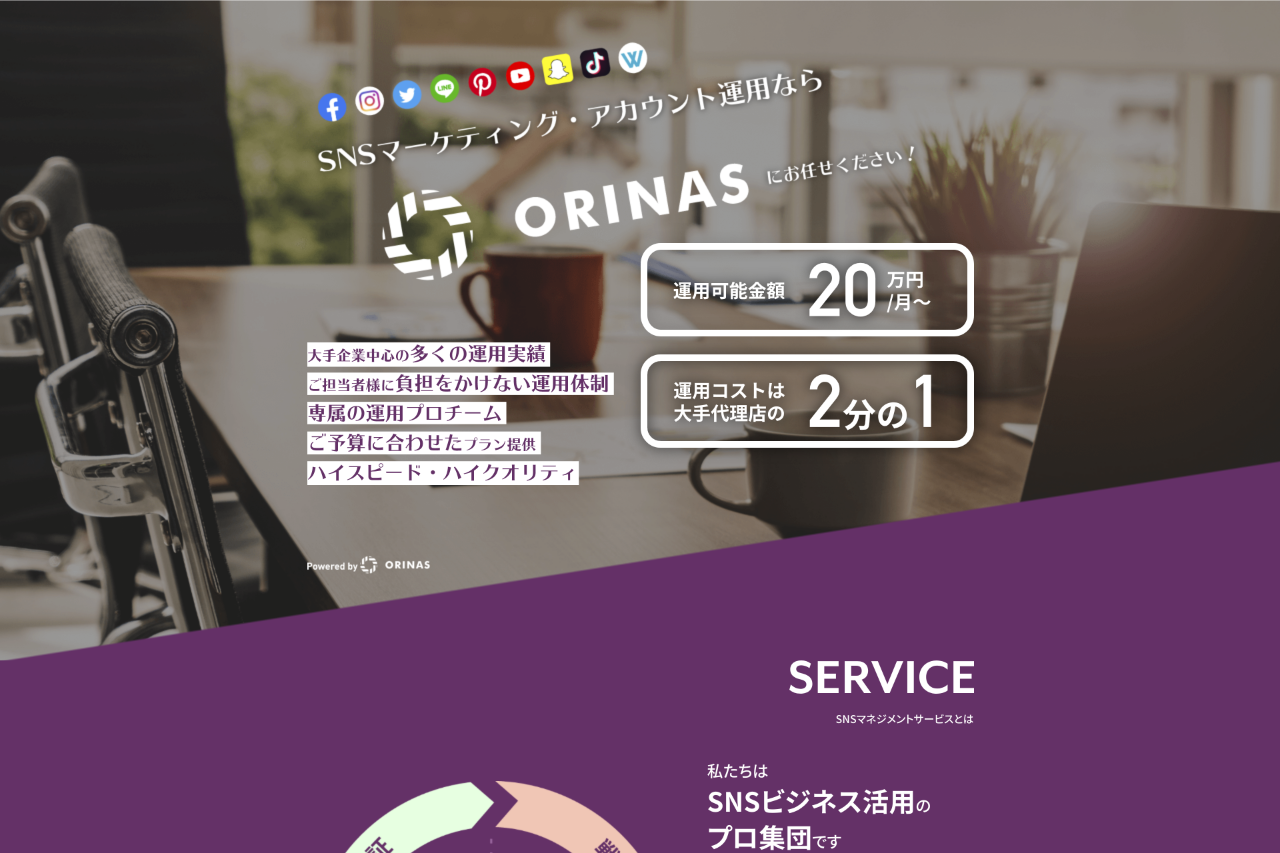 SNSマーケティング・アカウント運用なら
ORINAS にお任せください！
運用可能金額 20 万円/月〜
運用コストは
大手代理店の 2分の1
大手企業中心の多くの運用実績
ご担当者様に負担をかけない運用体制
専属の運用プロチーム
ご予算に合わせたプラン提供
ハイスピード・ハイクオリティ
Powered by ORINAS
SERVICE
SNSマネジメントサービスとは
私たちは
SNSビジネス活用の
プロ集団です
証